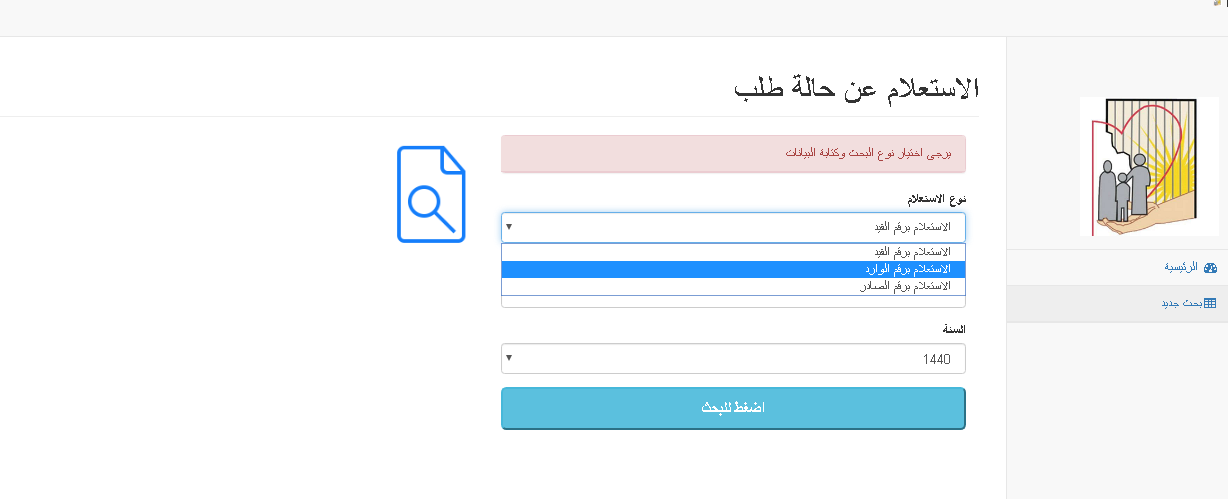 الاستعلام عن حالة طلب
يرجى اختيار نوع البحث وكتابة البيانات
نوع الاستعلام
الاستعلام برقم القيد
الاستعلام برقم القيد
الاستعلام برقم الوارد
الاستعلام برقم الصادر
السنة
1440
اضغط للبحث
الرئيسية
بحث جديد